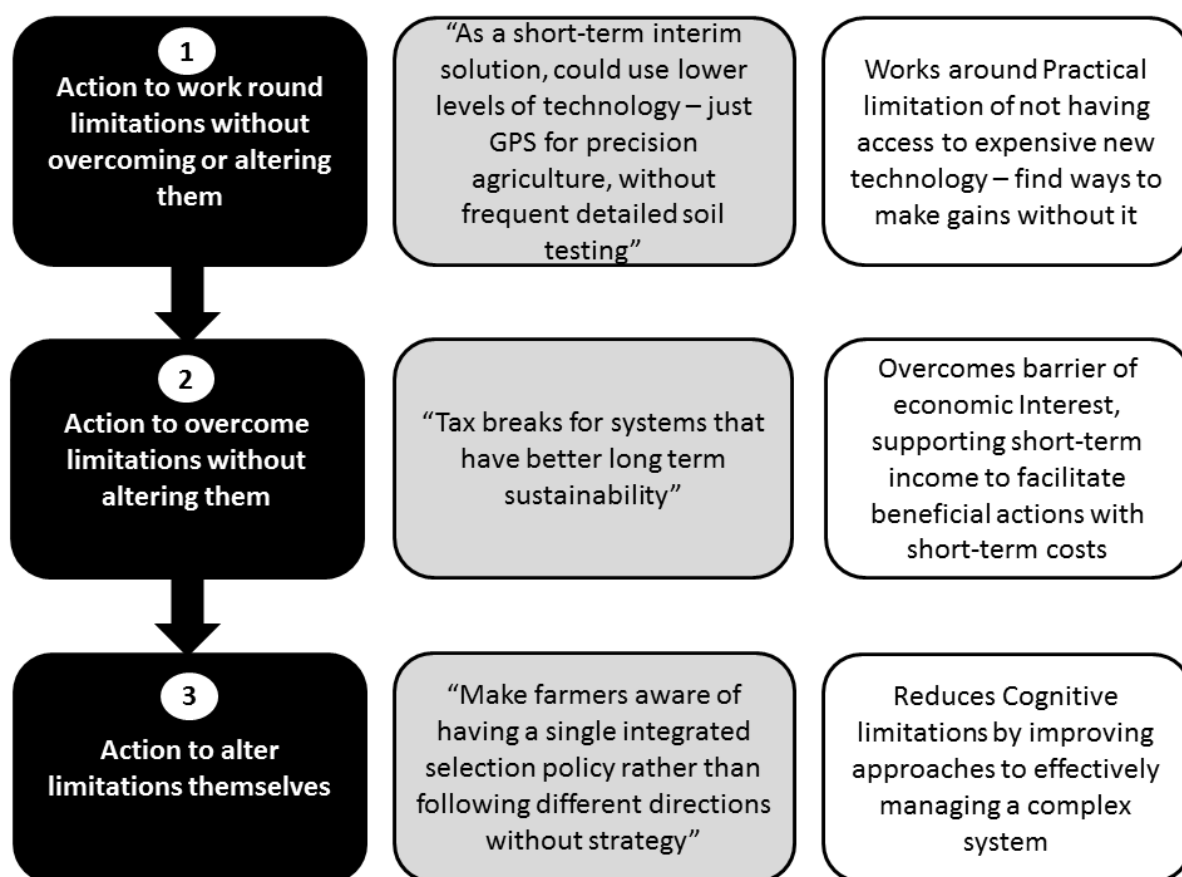 1
Action to work round
limitations without
overcoming or altering
them
“As a short-term interim
solution, could use lower
levels of technology – just
GPS for precision
agriculture, without
frequent detailed soil
testing”
Works around Practical
limitation of not having
access to expensive new
technology – find ways to
make gains without it
2
Action to overcome
limitations without
altering them
“Tax breaks for systems that
have better long term
sustainability”
Overcomes barrier of
economic Interest,
supporting short-term
income to facilitate
beneficial actions with
short-term costs
3
Action to alter
limitations themselves
“Make farmers aware of
having a single integrated
selection policy rather than
following different directions
without strategy”
Reduces Cognitive
limitations by improving
approaches to effectively
managing a complex
system